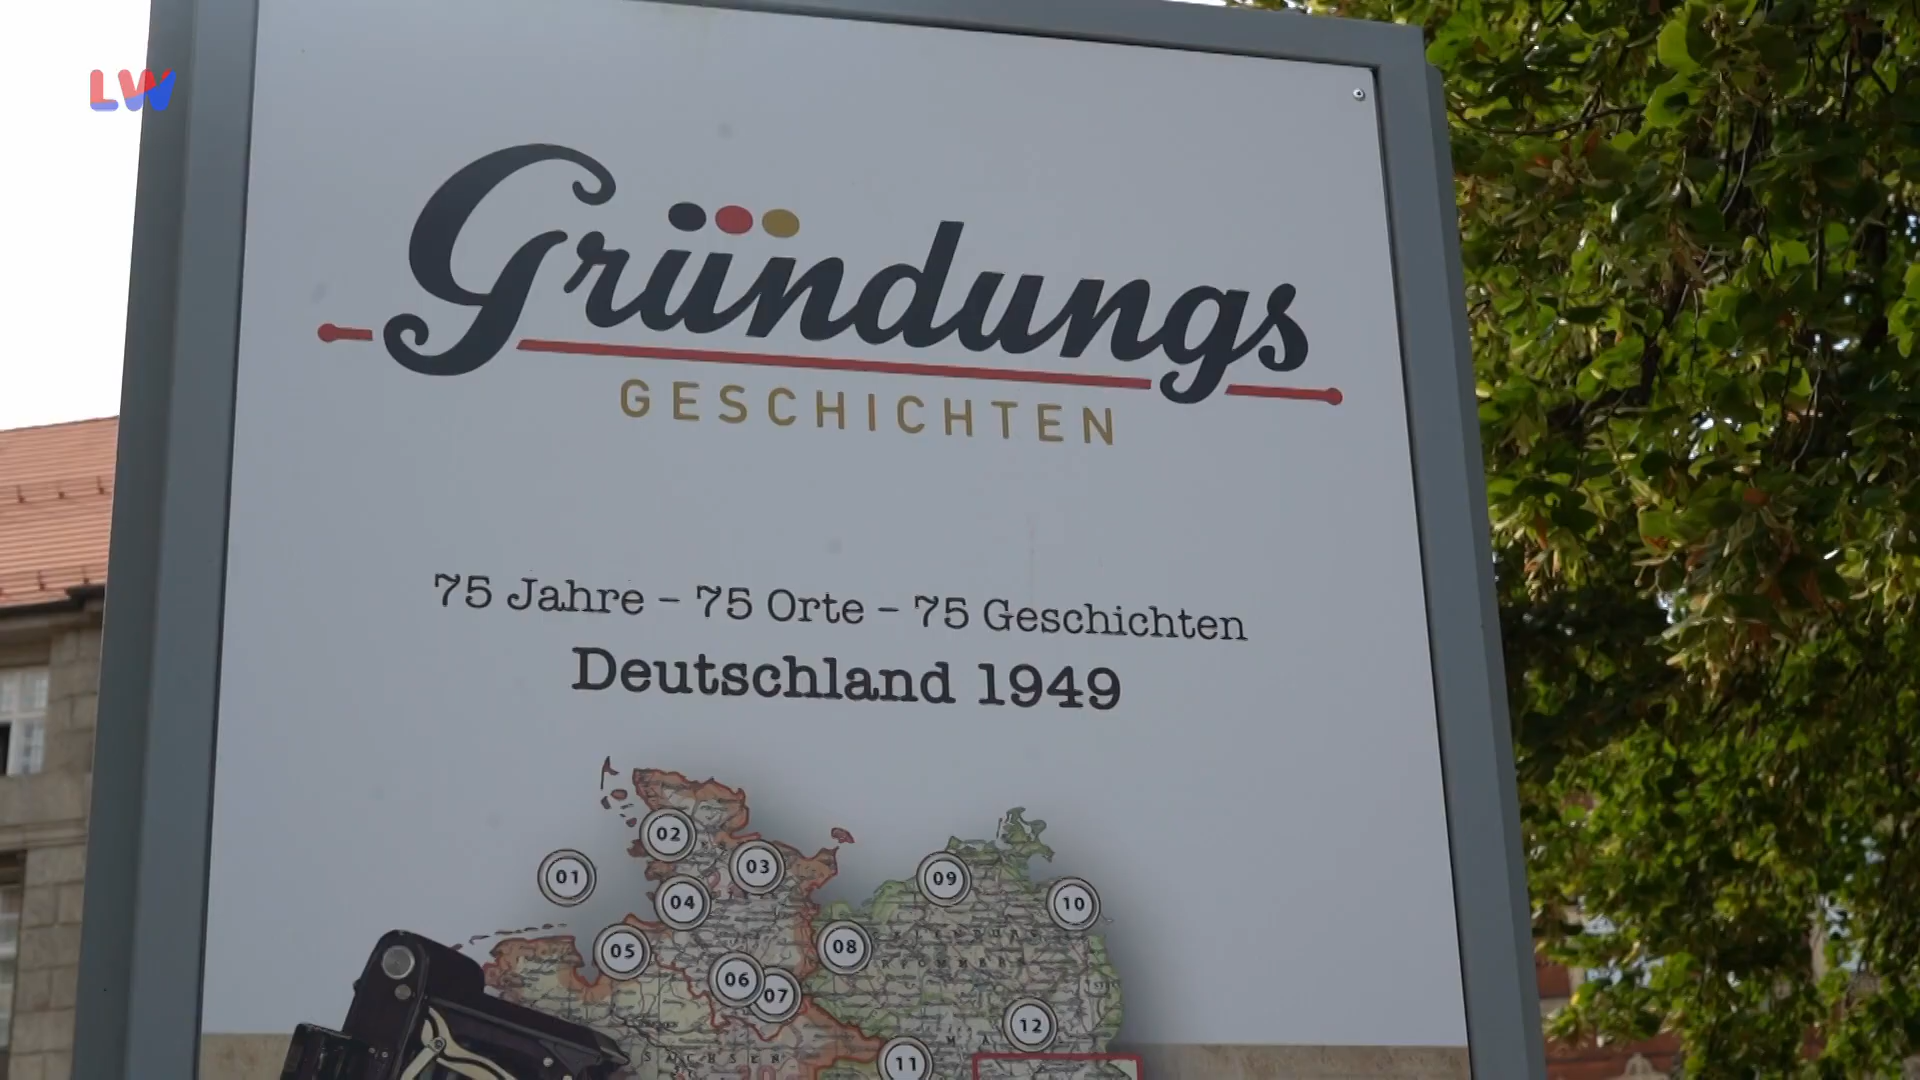 LW
Gründungs
GESCHICHTEN
75 Jahre - 75 Orte - 75 Geschichten
Deutschland 1949
02
03
01
09
04
10
08
05
06
07
12
11